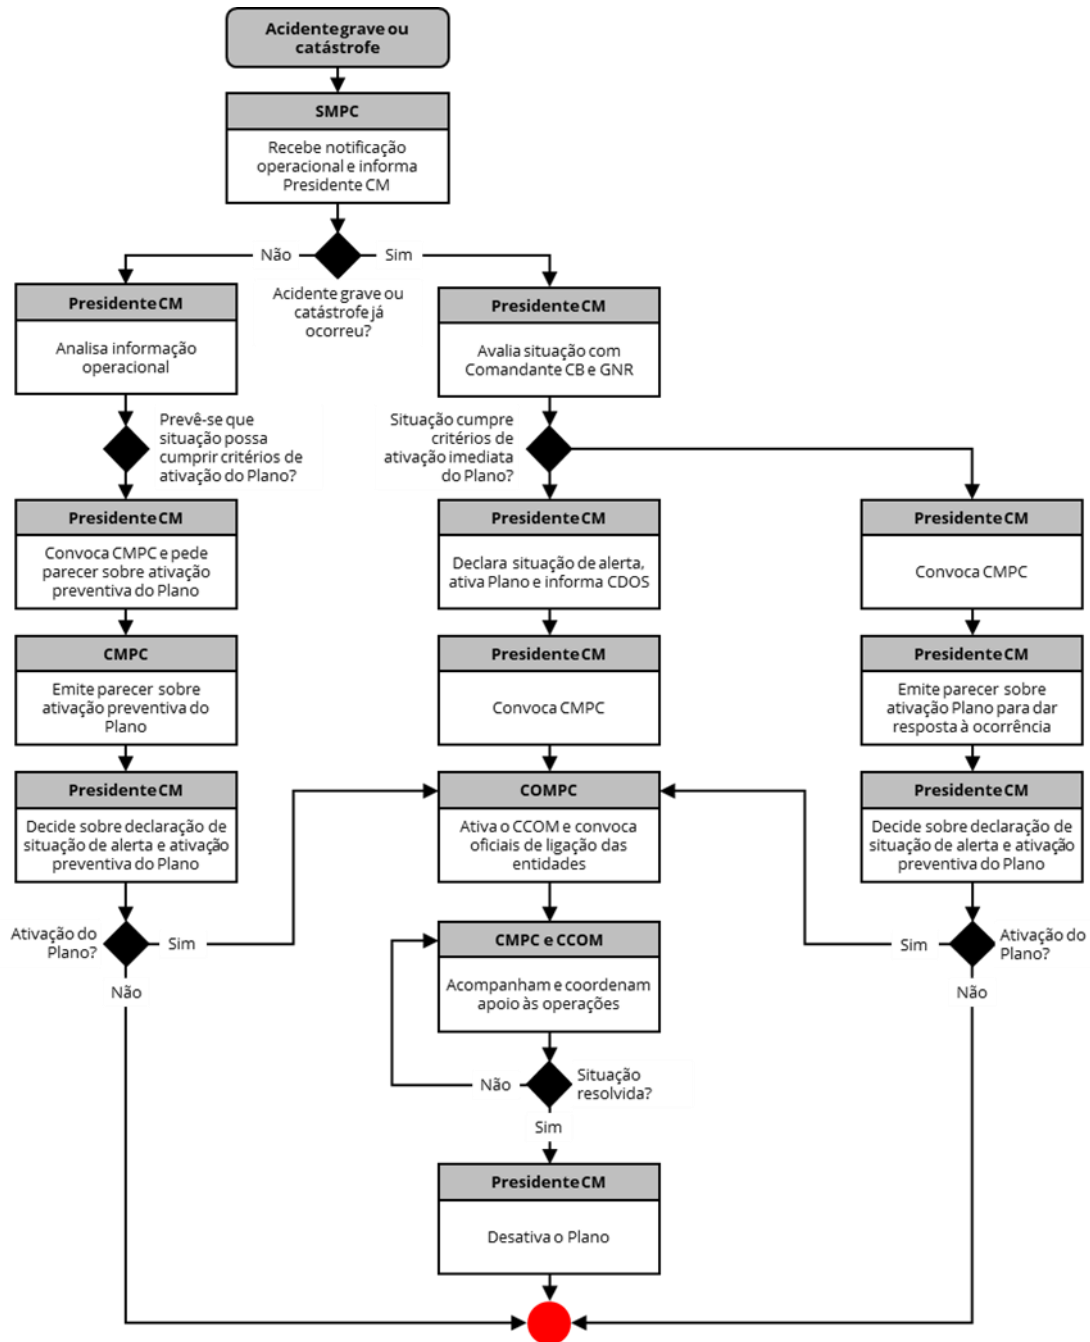 Acidente grave ou
catástrofe
SMPC
Recebe notificação
operacional e informa
Presidente CM
Não
Sim
Acidente grave ou
catástrofe já
ocorreu?
Presidente CM
Analisa informação
operacional
Presidente CM
Avalia situação com
Comandante CB e GNR
Prevê-se que
situação possa
cumprir critérios de
ativação do Plano?
Situação cumpre
critérios de
ativação imediata
do Plano?
Presidente CM
Convoca CMPC e pede
parecer sobre ativação
preventiva do Plano
Presidente CM
Declara situação de alerta,
ativa Plano e informa CDOS
Presidente CM
Convoca CMPC
CMPC
Emite parecer sobre
ativação preventiva do
Plano
Presidente CM
Convoca CMPC
Presidente CM
Emite parecer sobre
ativação Plano para dar
resposta à ocorrência
Presidente CM
Decide sobre declaração de
situação de alerta e ativação
preventiva do Plano
COMPC
Ativa o CCOM e convoca
oficiais de ligação das
entidades
Presidente CM
Decide sobre declaração de
situação de alerta e ativação
preventiva do Plano
Ativação do
Plano?
Sim
Não
CMPC e CCOM
Acompanham e coordenam
apoio às operações
Sim
Ativação do
Plano?
Não
Não
Situação
resolvida?
Sim
Presidente CM
Desativa o Plano